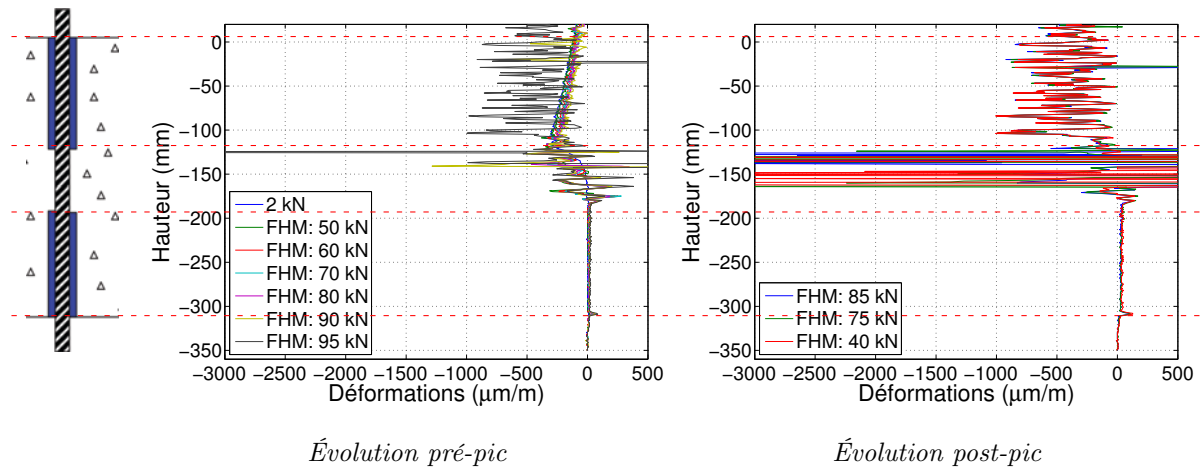 0
−50
−100
−150
−200
−250
−300
−350
Hauteur (mm)
2 kN
FHM: 50 kN
FHM: 60 kN
FHM: 70 kN
FHM: 80 kN
FHM: 90 kN
FHM: 95 kN
−3000 −2500 −2000 −1500 −1000 −500 0 500
Déformations (μm/m)
Évolution pré-pic
0
−50
−100
−150
−200
−250
−300
−350
Hauteur (mm)
FHM: 85 kN
FHM: 75 kN
FHM: 40 kN
−3000 −2500 −2000 −1500 −1000 −500 0 500
Déformations (μm/m)
Évolution post-pic